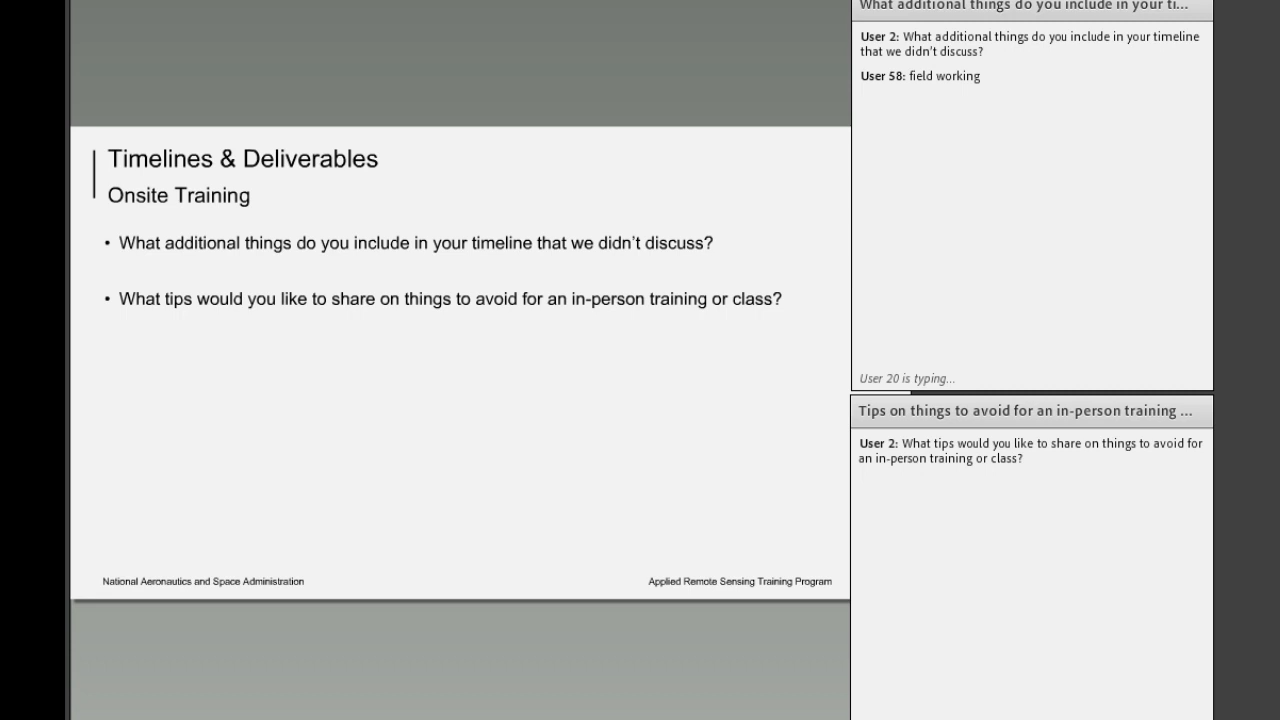 Timelines & Deliverables
Onsite Training
• What additional things do you include in your timeline that we didn’t discuss?
• What tips would you like to share on things to avoid for an in-person training or class?
National Aeronautics and Space Administration
Applied Remote Sensing Training Program
What additional things do you include in your ti...
User 2: What additional things do you include in your timeline
that we didn’t discuss?
User 58: field working
User 20 is typing...
Tips on things to avoid for an in-person training ...
User 2: What tips would you like to share on things to avoid for
an in-person training or class?